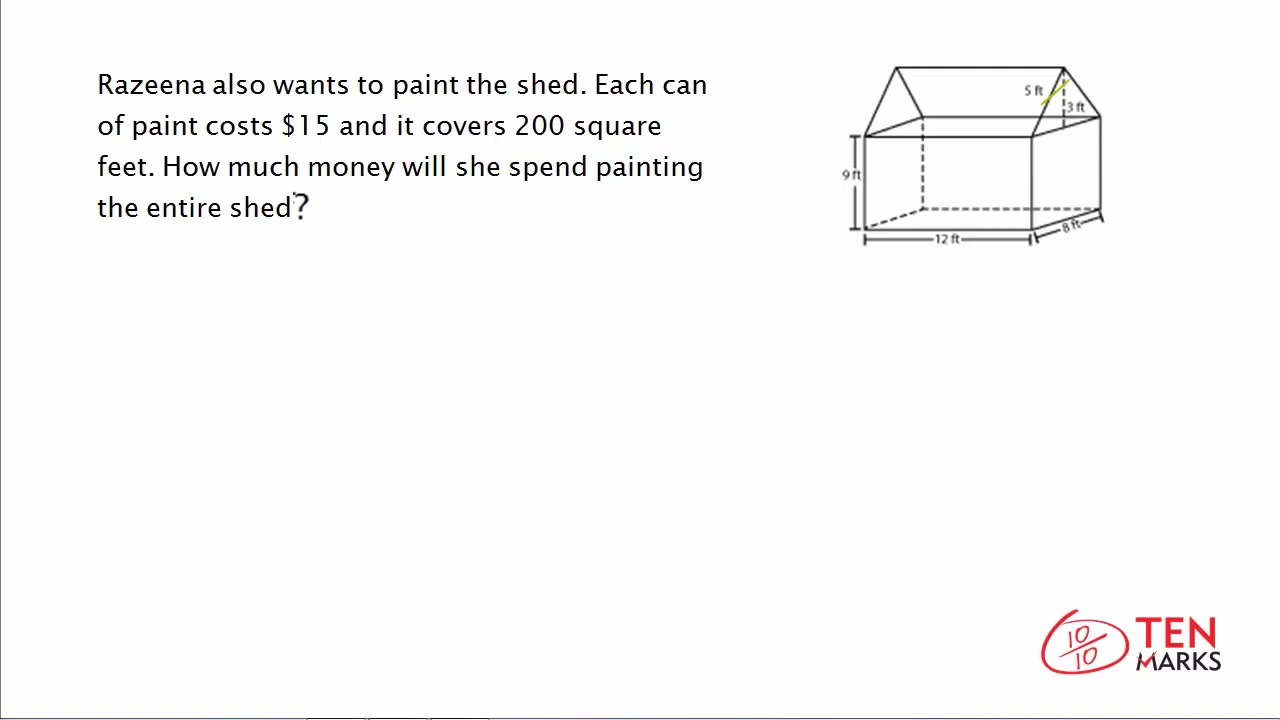 Razeena also wants to paint the shed. Each can
of paint costs $15 and it covers 200 square
feet. How much money will she spend painting
the entire shed?
5 ft
3 ft
9 ft
12 ft
8 ft
10
10
TEN
MARKS